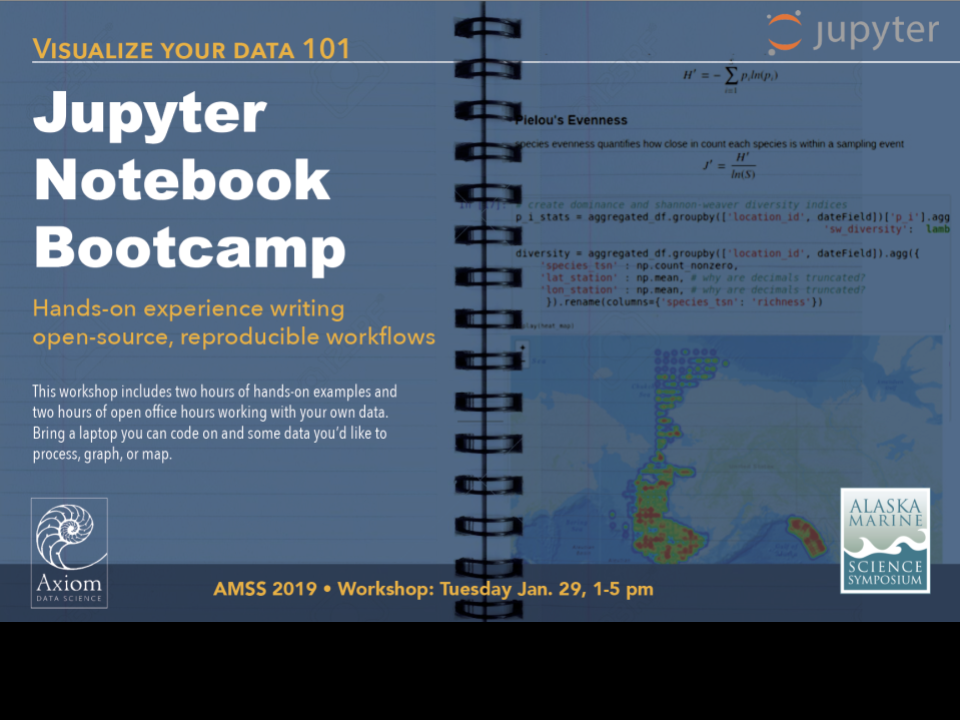 VISUALIZE YOUR DATA 101
jupyter
Jupyter
Notebook
Bootcamp
Hands-on experience writing
open-source, reproducible workflows
This workshop includes two hours of hands-on examples and
two hours of open office hours working with your own data.
Bring a laptop you can code on and some data you'd like to
process, graph, or map.
H' = - ∑ p_i ln(p_i)
i=1
Pielou's Evenness
species evenness quantifies how close in count each species is within a sampling event
J' = H' / ln(S)
# create dominance and shannon-weaver diversity indices
p_i_stats = aggregated_df.groupby(['location_id', dateField])['p_i'].agg
'sw_diversity': lamb
diversity = aggregated_df.groupby(['location_id', dateField]).agg({
'species_tsn' : np.count_nonzero,
'lat_station' : np.mean, # why are decimals truncated?
'lon_station' : np.mean, # why are decimals truncated?
}).rename(columns={'species_tsn': 'richness'})
Axiom
DATA SCIENCE
AMSS 2019 • Workshop: Tuesday Jan. 29, 1-5 pm
ALASKA
MARINE
SCIENCE
SYMPOSIUM